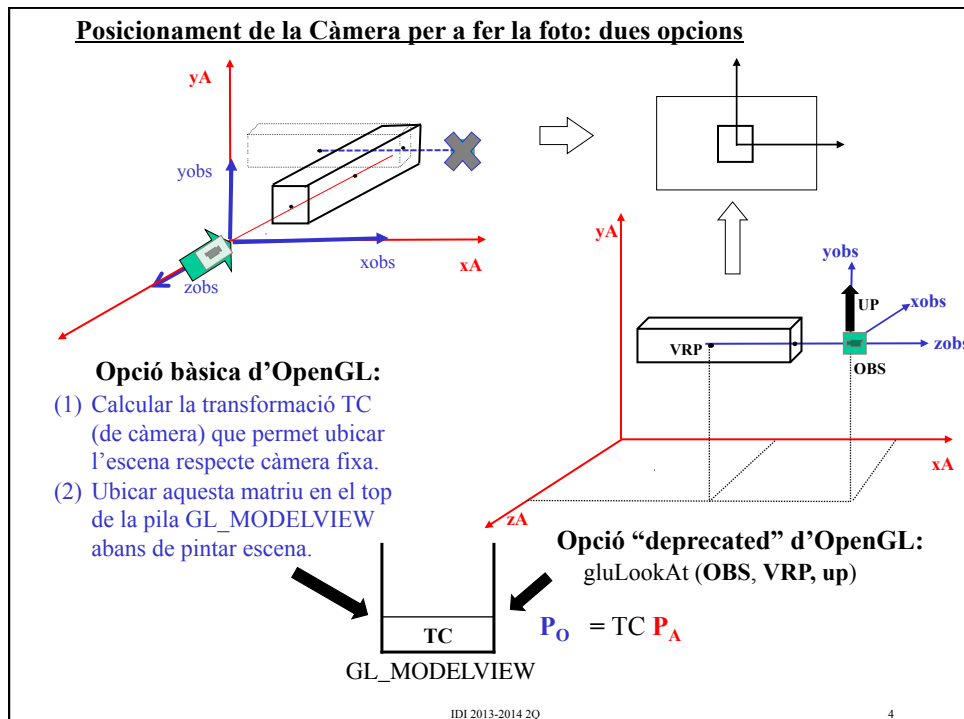 Posicionament de la Càmera per a fer la foto: dues opcions
yA
yobs
xobs
xA
zobs
yA
yobs
UP
xobs
zobs
VRP
OBS
xA
zA
Opció bàsica d'OpenGL:
(1) Calcular la transformació TC
(de càmera) que permet ubicar
l'escena respecte càmera fixa.
(2) Ubicar aquesta matriu en el top
de la pila GL_MODELVIEW
abans de pintar escena.
Opció “deprecated” d'OpenGL:
gluLookAt (OBS, VRP, up)
TC
GL_MODELVIEW
P_O = TC P_A
IDI 2013-2014 2Q
4